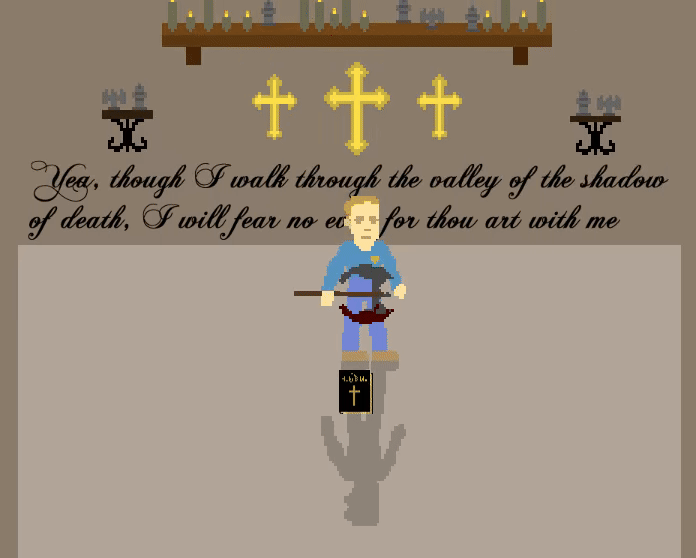 Yea, though I walk through the valley of the shadow
of death, I will fear no for thou art with me